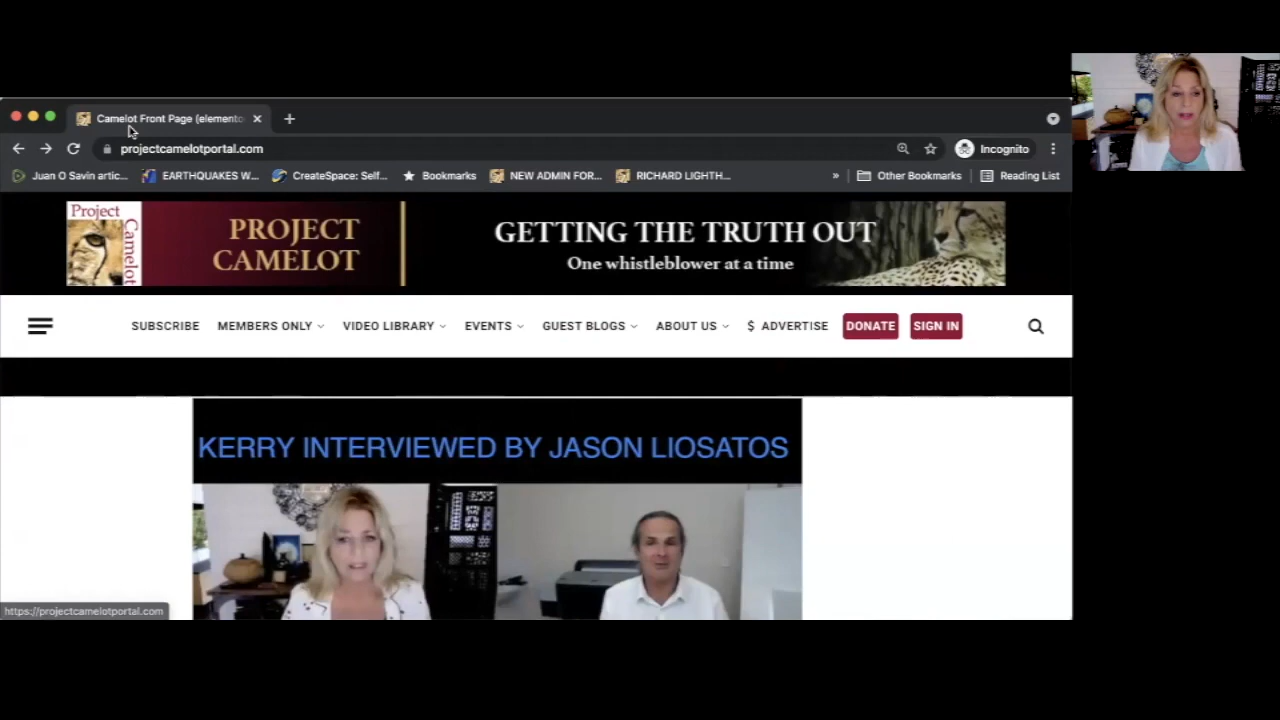 Camelot Front Page (elemento
projectcamelotportal.com
Incognito
Juan O Savin artic... EARTHQUAKES W... CreateSpace: Self... Bookmarks NEW ADMIN FOR... RICHARD LIGHTH... » Other Bookmarks Reading List
Project
Camelot
PROJECT
CAMELOT
GETTING THE TRUTH OUT
One whistleblower at a time
SUBSCRIBE MEMBERS ONLY VIDEO LIBRARY EVENTS GUEST BLOGS ABOUT US $ ADVERTISE DONATE SIGN IN
KERRY INTERVIEWED BY JASON LIOSATOS
https://projectcamelotportal.com